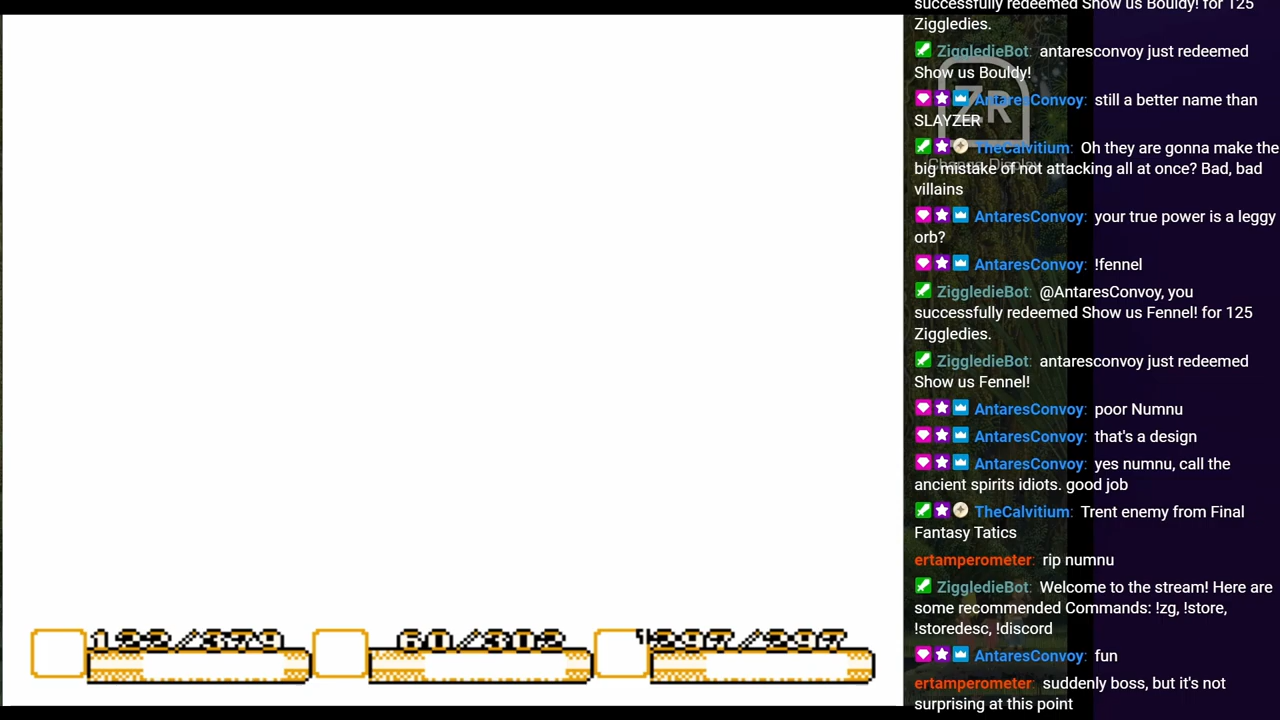 successfully redeemed Show us Bouldy! for 125
Ziggledies.
ZiggledieBot: antaresconvoy just redeemed
Show us Bouldy!
AntaresConvoy: still a better name than
SLAYZER
ZR
TheCalvitium: Oh they are gonna make the
big mistake of not attacking all at once? Bad, bad
villains
Change Display
AntaresConvoy: your true power is a leggy
orb?
AntaresConvoy: !fennel
ZiggledieBot: @AntaresConvoy, you
successfully redeemed Show us Fennel! for 125
Ziggledies.
ZiggledieBot: antaresconvoy just redeemed
Show us Fennel!
AntaresConvoy: poor Numnu
AntaresConvoy: that's a design
AntaresConvoy: yes numnu, call the
ancient spirits idiots. good job
TheCalvitium: Trent enemy from Final
Fantasy Tatics
ertamperometer: rip numnu
ZiggledieBot: Welcome to the stream! Here are
some recommended Commands: !zg, !store,
!storedesc, !discord
AntaresConvoy: fun
ertamperometer: suddenly boss, but it's not
surprising at this point